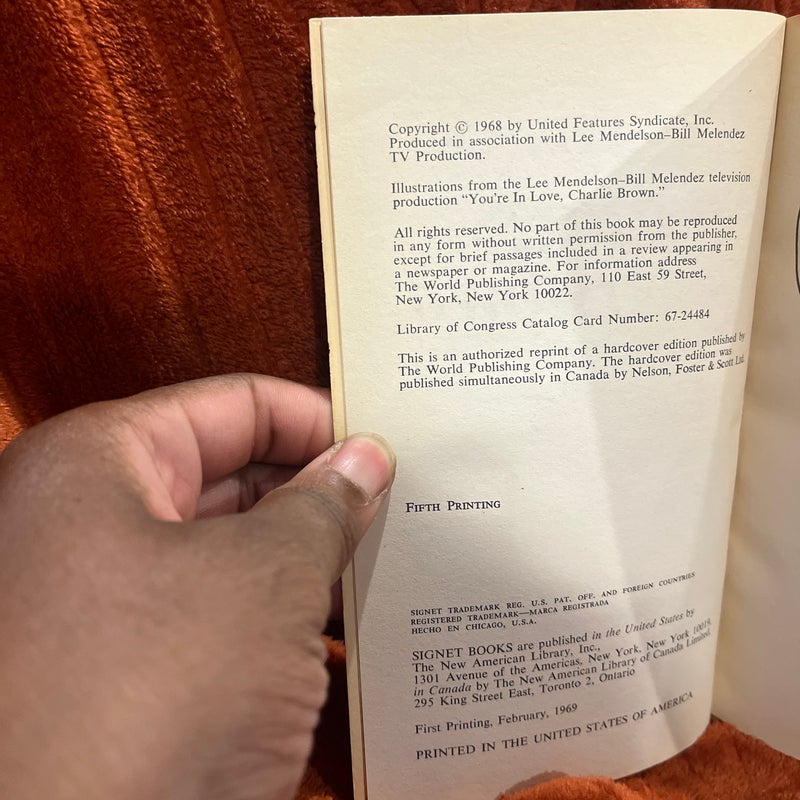 Copyright © 1968 by United Features Syndicate, Inc.
Produced in association with Lee Mendelson–Bill Melendez
TV Production.
Illustrations from the Lee Mendelson–Bill Melendez television
production "You're In Love, Charlie Brown."
All rights reserved. No part of this book may be reproduced
in any form without written permission from the publisher,
except for brief passages included in a review appearing in
a newspaper or magazine. For information address
The World Publishing Company, 110 East 59 Street,
New York, New York 10022.
Library of Congress Catalog Card Number: 67-24484
This is an authorized reprint of a hardcover edition published by
The World Publishing Company. The hardcover edition was
published simultaneously in Canada by Nelson, Foster & Scott Ltd.
FIFTH PRINTING
SIGNET TRADEMARK REG. U.S. PAT. OFF. AND FOREIGN COUNTRIES
REGISTERED TRADEMARK—MARCA REGISTRADA
HECHO EN CHICAGO, U.S.A.
SIGNET BOOKS are published in the United States by
The New American Library, Inc.,
1301 Avenue of the Americas, New York, New York 10019,
in Canada by The New American Library of Canada Limited,
295 King Street East, Toronto 2, Ontario
First Printing, February, 1969
PRINTED IN THE UNITED STATES OF AMERICA